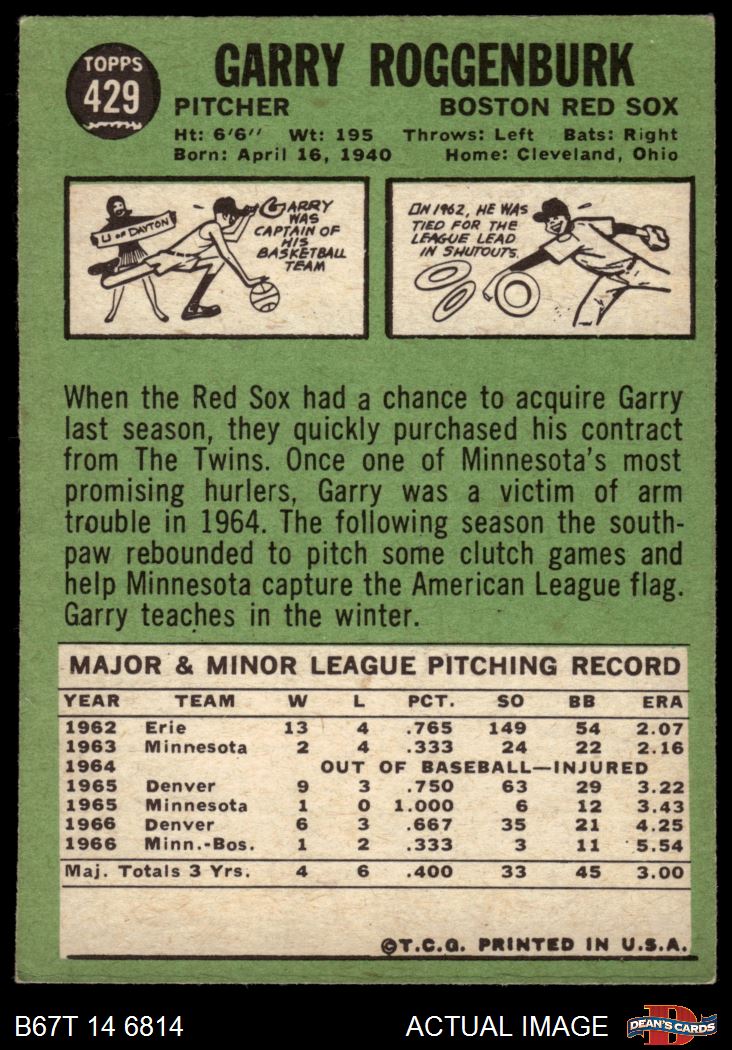 TOPPS
429
GARRY ROGGENBURK
PITCHER BOSTON RED SOX
Ht: 6'6'' Wt: 195 Throws: Left Bats: Right
Born: April 16, 1940 Home: Cleveland, Ohio
U OF DAYTON
GARRY
WAS
CAPTAIN OF
HIS
BASKETBALL
TEAM
IN 1962, HE WAS
TIED FOR THE
LEAGUE LEAD
IN SHUTOUTS.
When the Red Sox had a chance to acquire Garry
last season, they quickly purchased his contract
from The Twins. Once one of Minnesota's most
promising hurlers, Garry was a victim of arm
trouble in 1964. The following season the south-
paw rebounded to pitch some clutch games and
help Minnesota capture the American League flag.
Garry teaches in the winter.
MAJOR & MINOR LEAGUE PITCHING RECORD
YEAR TEAM W L PCT. SO BB ERA
1962 Erie 13 4 .765 149 54 2.07
1963 Minnesota 2 4 .333 24 22 2.16
1964 OUT OF BASEBALL—INJURED
1965 Denver 9 3 .750 63 29 3.22
1965 Minnesota 1 0 1.000 6 12 3.43
1966 Denver 6 3 .667 35 21 4.25
1966 Minn.-Bos. 1 2 .333 3 11 5.54
Maj. Totals 3 Yrs. 4 6 .400 33 45 3.00
©T.C.G. PRINTED IN U.S.A.
B67T 14 6814 ACTUAL IMAGE
D
DEAN'S CARDS